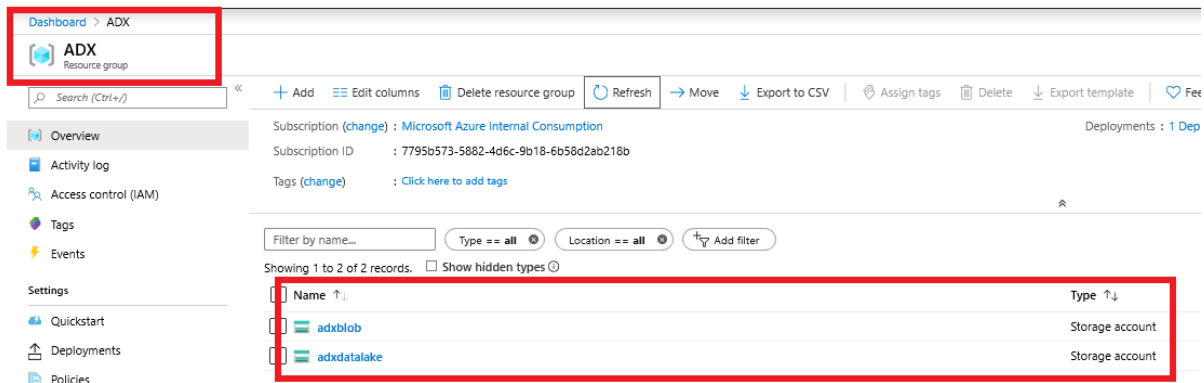 Dashboard > ADX
ADX
Resource group
Search (Ctrl+/)
«
Overview
Activity log
Access control (IAM)
Tags
Events
Settings
Quickstart
Deployments
Policies
Add Edit columns Delete resource group Refresh Move Export to CSV Assign tags Delete Export template Fee
Subscription (change) : Microsoft Azure Internal Consumption Deployments : 1 Dep
Subscription ID : 7795b573-5882-4d6c-9b18-6b58d2ab218b
Tags (change) : Click here to add tags
Filter by name... Type == all Location == all Add filter
Showing 1 to 2 of 2 records. Show hidden types
Name ↑↓ Type ↑↓
adxblob Storage account
adxdatalake Storage account